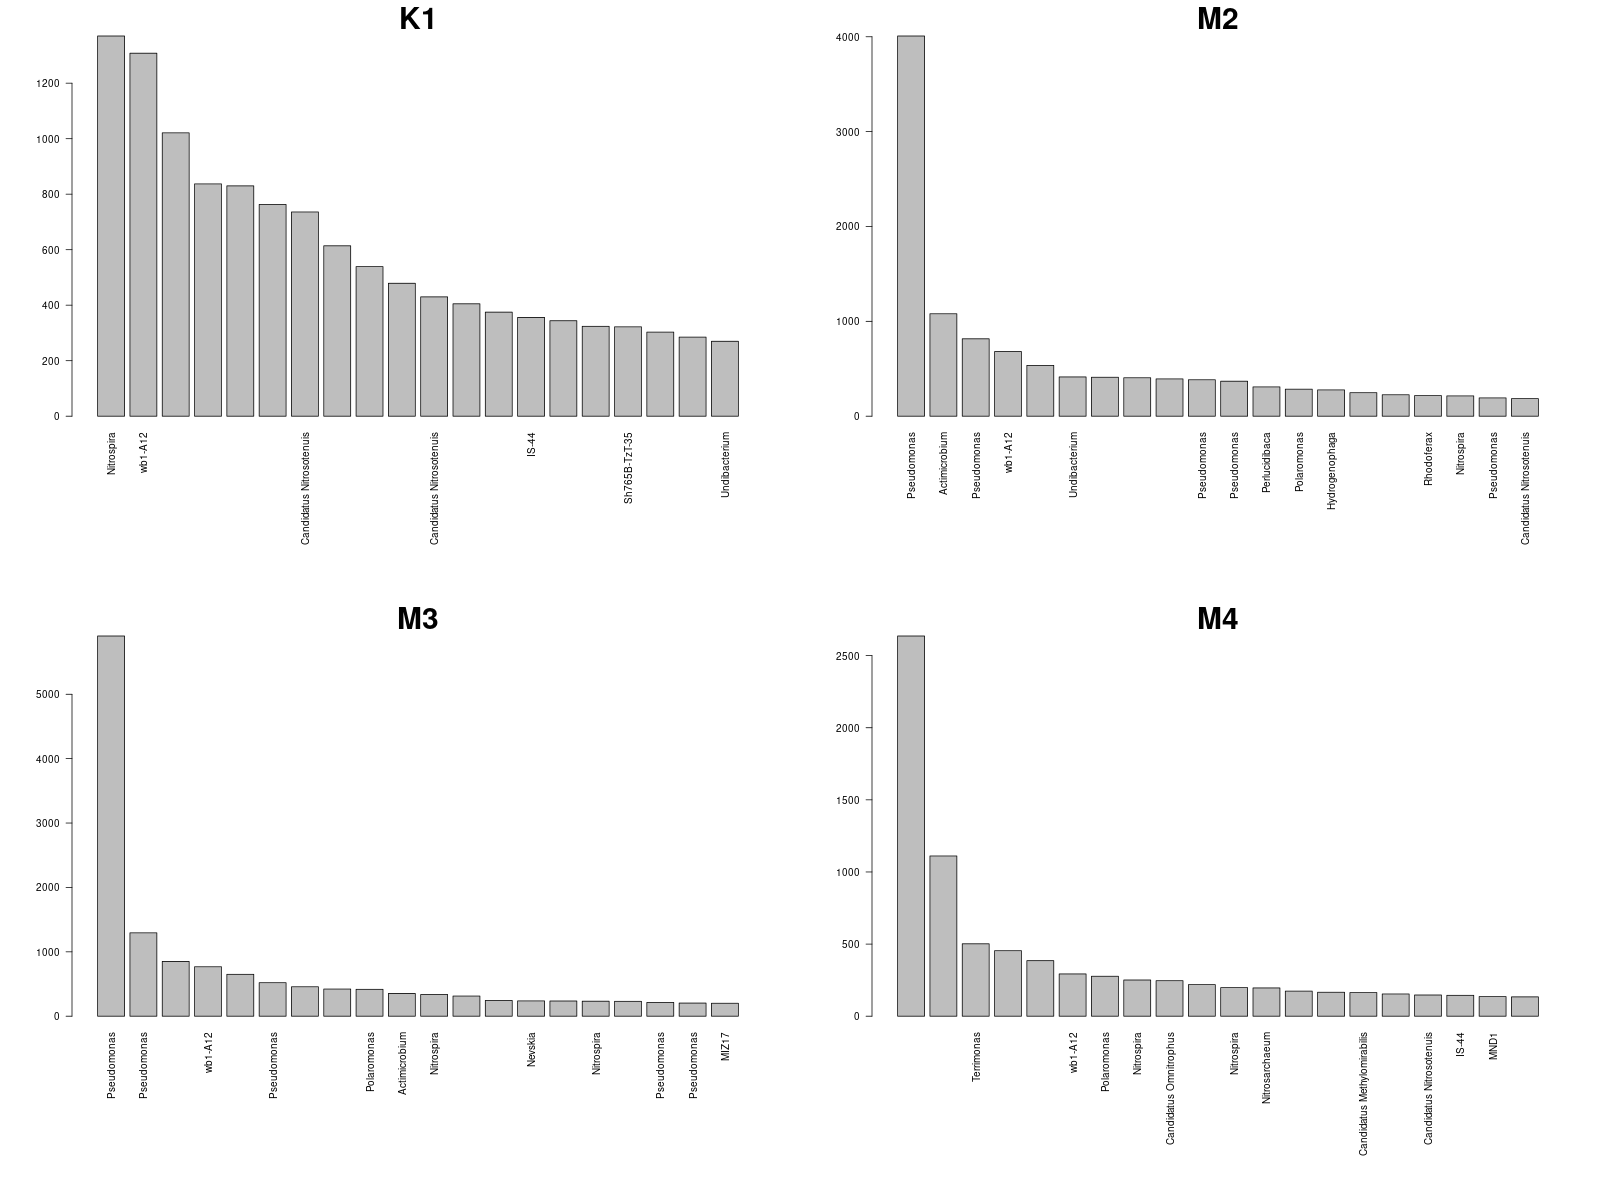 K1
1200
1000
800
600
400
200
0
Nitrospira
wb1-A12
Candidatus Nitrosotenuis
Candidatus Nitrosotenuis
IS-44
Sh765B-TzT-35
Undibacterium
M2
4000
3000
2000
1000
0
Pseudomonas
Actimicrobium
Pseudomonas
wb1-A12
Undibacterium
Pseudomonas
Pseudomonas
Perlucidibaca
Polaromonas
Hydrogenophaga
Rhodoferax
Nitrospira
Pseudomonas
Candidatus Nitrosotenuis
M3
5000
4000
3000
2000
1000
0
Pseudomonas
Pseudomonas
wb1-A12
Pseudomonas
Polaromonas
Actimicrobium
Nitrospira
Nevskia
Nitrospira
Pseudomonas
Pseudomonas
MIZ17
M4
2500
2000
1500
1000
500
0
Terrimonas
wb1-A12
Polaromonas
Nitrospira
Candidatus Omnitrophus
Nitrospira
Nitrosarchaeum
Candidatus Methylomirabilis
Candidatus Nitrosotenuis
IS-44
MND1